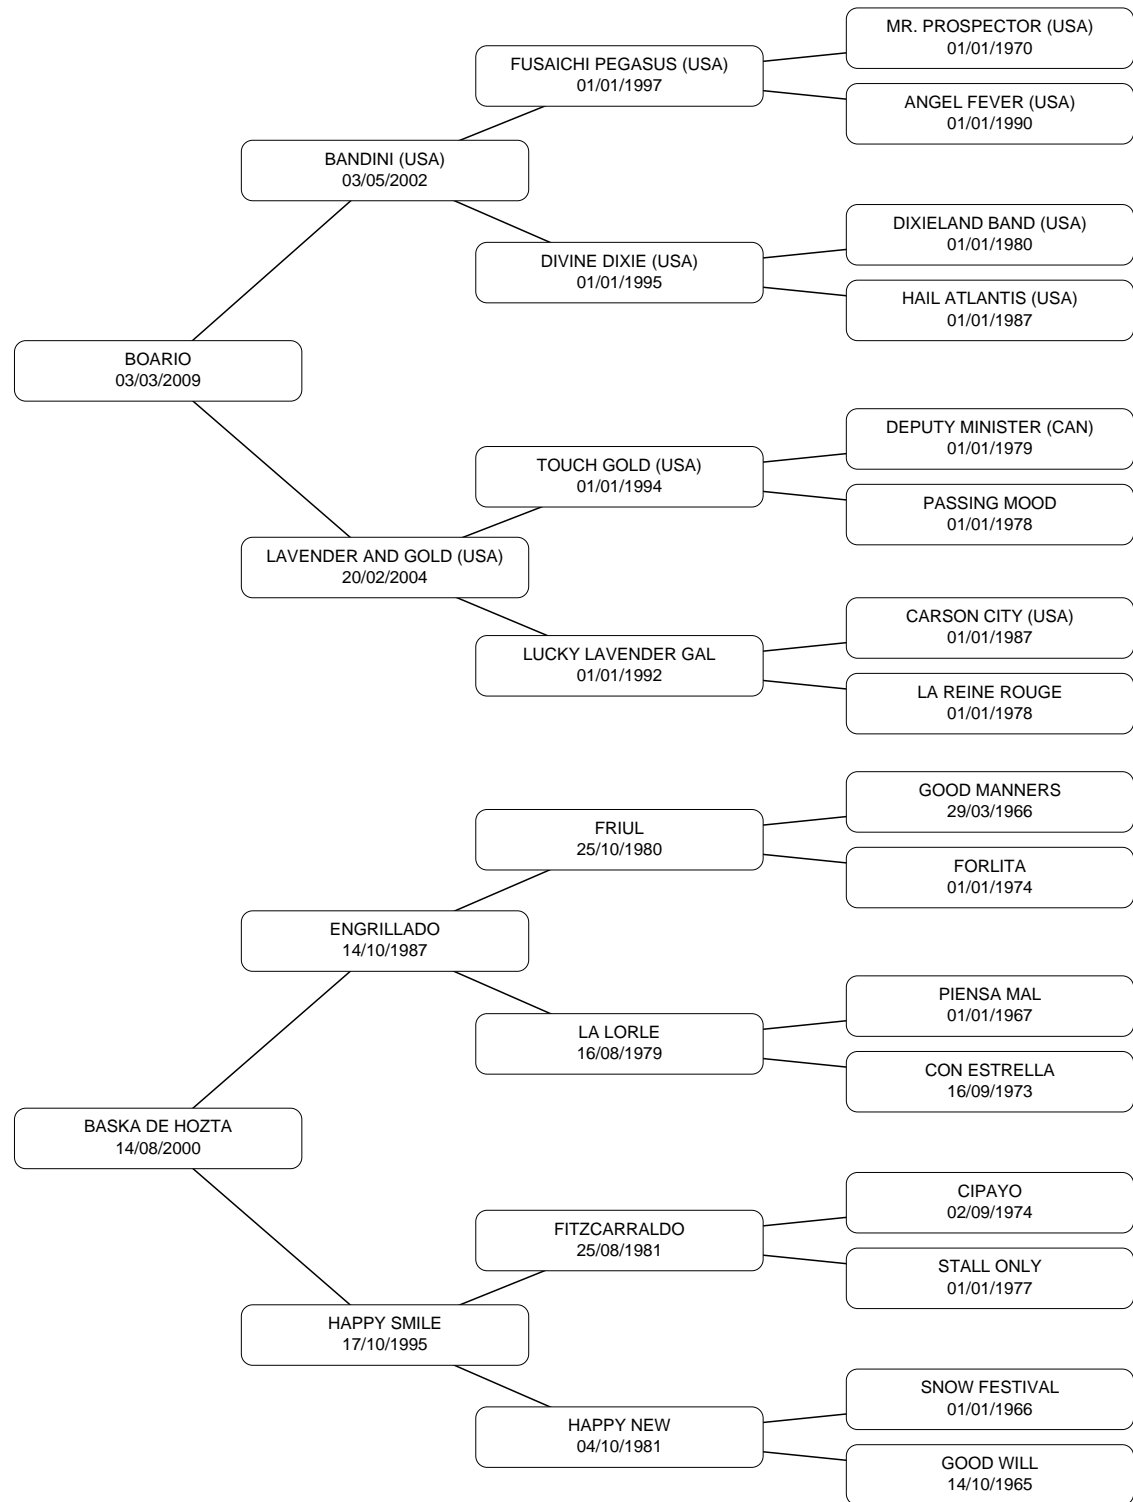 MR. PROSPECTOR (USA)
01/01/1970
FUSAICHI PEGASUS (USA)
01/01/1997
ANGEL FEVER (USA)
01/01/1990
BANDINI (USA)
03/05/2002
DIXIELAND BAND (USA)
01/01/1980
DIVINE DIXIE (USA)
01/01/1995
HAIL ATLANTIS (USA)
01/01/1987
BOARIO
03/03/2009
DEPUTY MINISTER (CAN)
01/01/1979
TOUCH GOLD (USA)
01/01/1994
PASSING MOOD
01/01/1978
LAVENDER AND GOLD (USA)
20/02/2004
CARSON CITY (USA)
01/01/1987
LUCKY LAVENDER GAL
01/01/1992
LA REINE ROUGE
01/01/1978
GOOD MANNERS
29/03/1966
FRIUL
25/10/1980
FORLITA
01/01/1974
ENGRILLADO
14/10/1987
PIENSA MAL
01/01/1967
LA LORLE
16/08/1979
CON ESTRELLA
16/09/1973
BASKA DE HOZTA
14/08/2000
CIPAYO
02/09/1974
FITZCARRALDO
25/08/1981
STALL ONLY
01/01/1977
HAPPY SMILE
17/10/1995
SNOW FESTIVAL
01/01/1966
HAPPY NEW
04/10/1981
GOOD WILL
14/10/1965